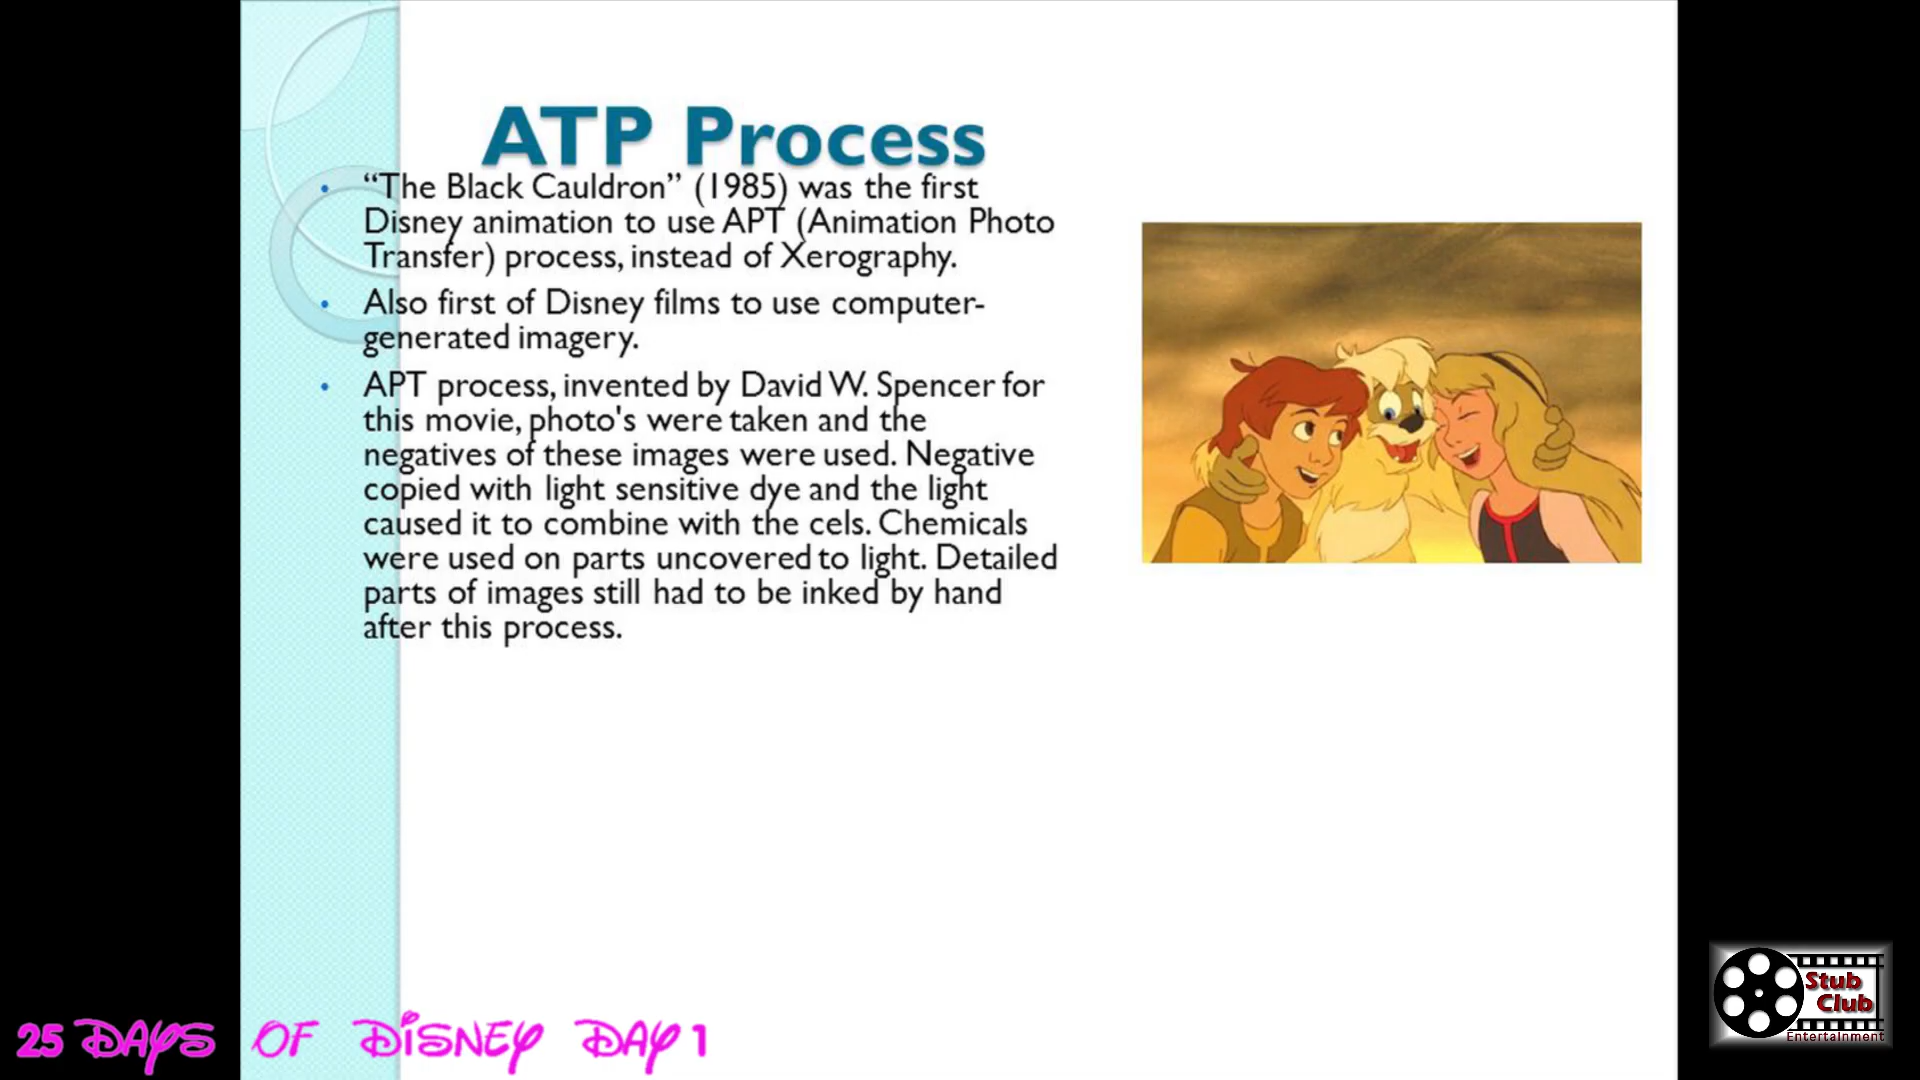 ATP Process
• “The Black Cauldron” (1985) was the first
Disney animation to use APT (Animation Photo
Transfer) process, instead of Xerography.
• Also first of Disney films to use computer-
generated imagery.
• APT process, invented by David W. Spencer for
this movie, photo's were taken and the
negatives of these images were used. Negative
copied with light sensitive dye and the light
caused it to combine with the cels. Chemicals
were used on parts uncovered to light. Detailed
parts of images still had to be inked by hand
after this process.
25 DAYS OF DISNEY DAY 1
Stub
Club
Entertainment